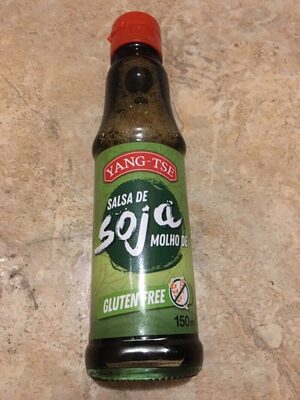 YANG-TSE
SALSA DE
soja
MOLHO DE
GLUTEN FREE
150